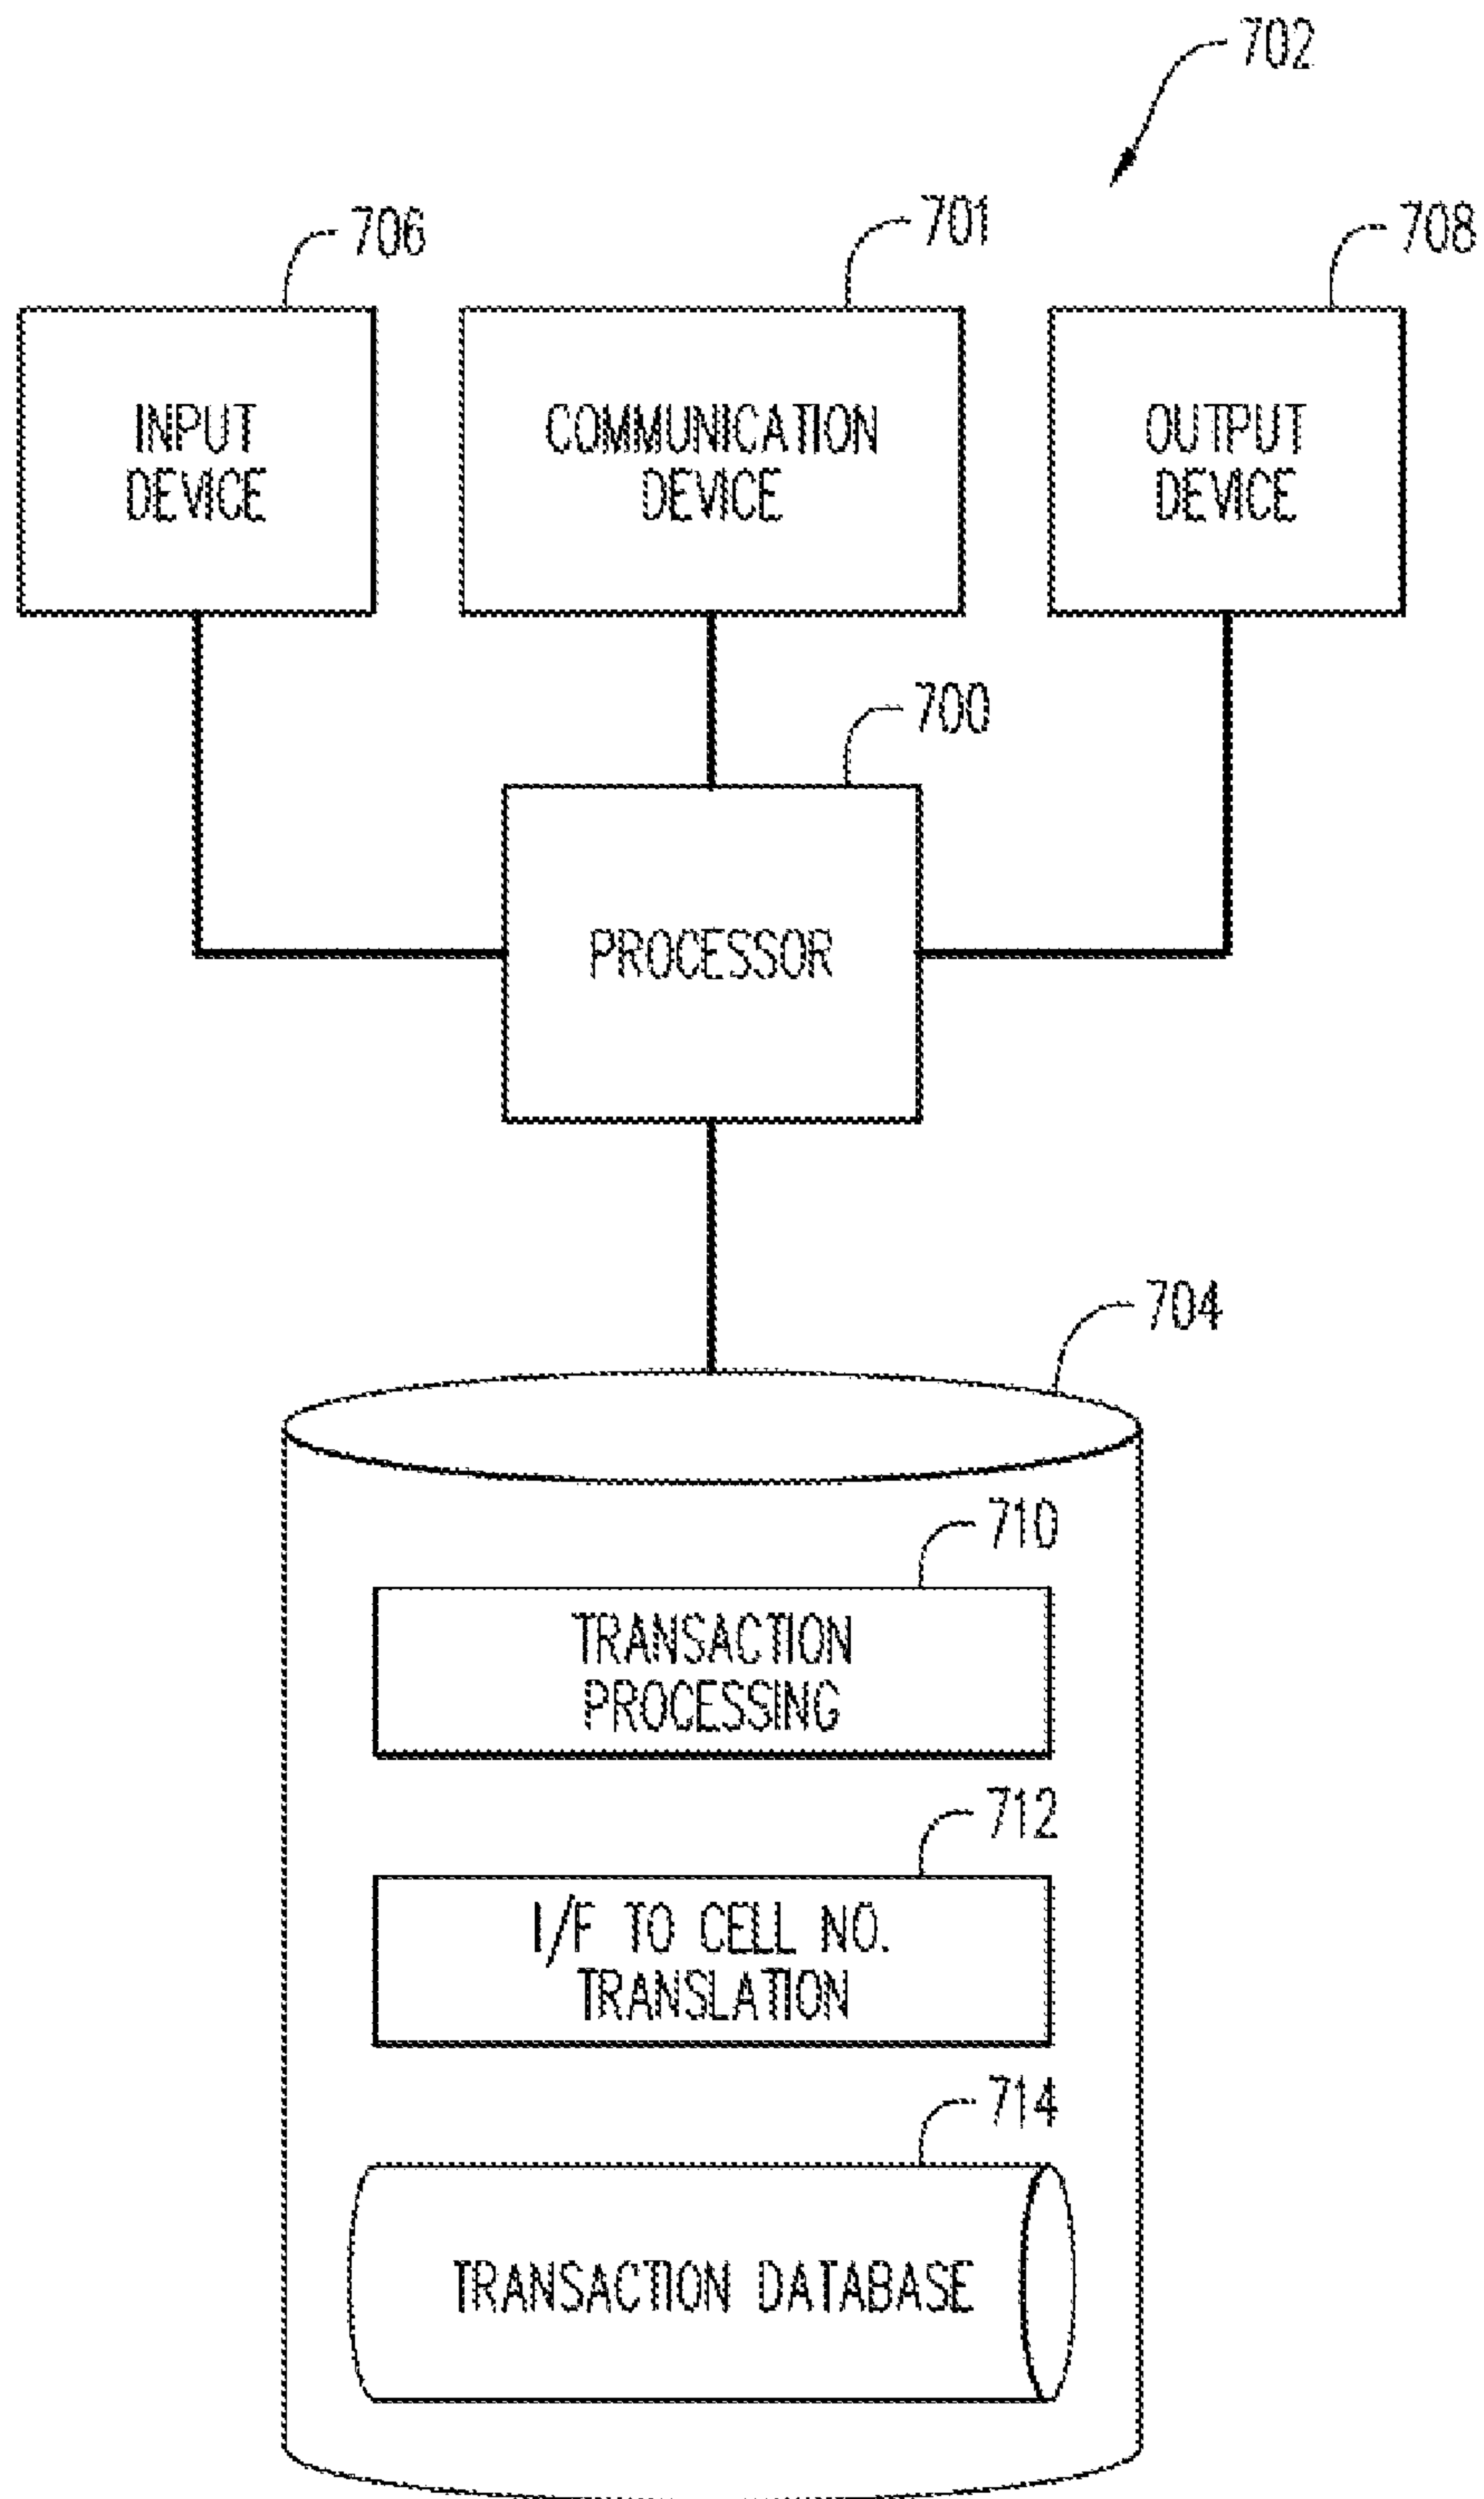 702
706
701
708
INPUT
DEVICE
COMMUNICATION
DEVICE
OUTPUT
DEVICE
700
PROCESSOR
704
710
TRANSACTION
PROCESSING
712
I/F TO CELL NO.
TRANSLATION
714
TRANSACTION DATABASE